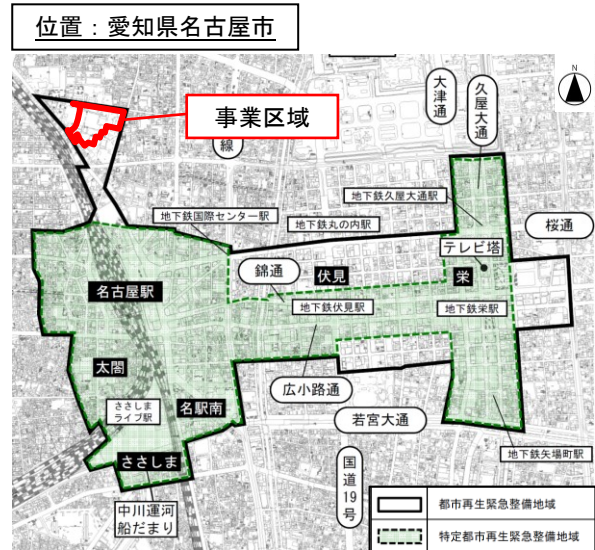 位置：愛知県名古屋市
N
事業区域
線
大津通
久屋大通
地下鉄久屋大通駅
地下鉄国際センター駅
地下鉄丸の内駅
桜通
テレビ塔
錦通
伏見
栄
名古屋駅
地下鉄伏見駅
地下鉄栄駅
太閤
広小路通
ささしま
ライブ駅
名駅南
若宮大通
ささしま
地下鉄矢場町駅
国道19号
中川運河
船だまり
都市再生緊急整備地域
特定都市再生緊急整備地域